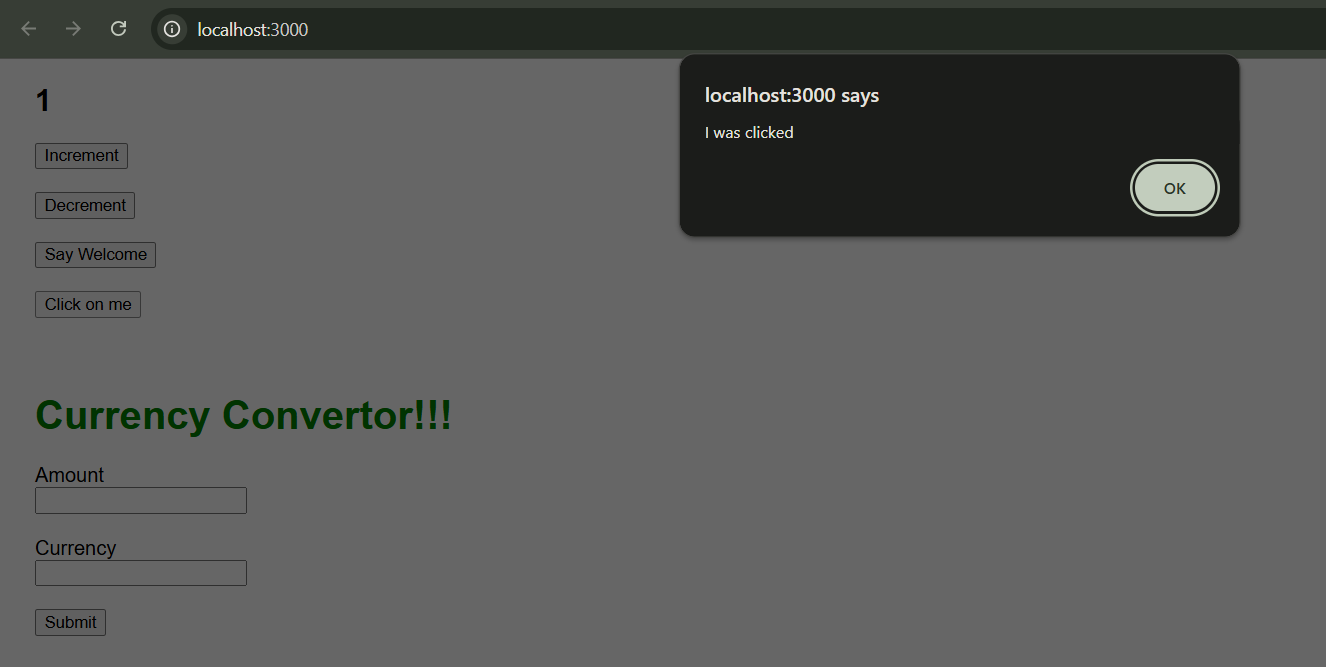 localhost:3000
1
localhost:3000 says
I was clicked
OK
Increment
Decrement
Say Welcome
Click on me
Currency Convertor!!!
Amount
Currency
Submit